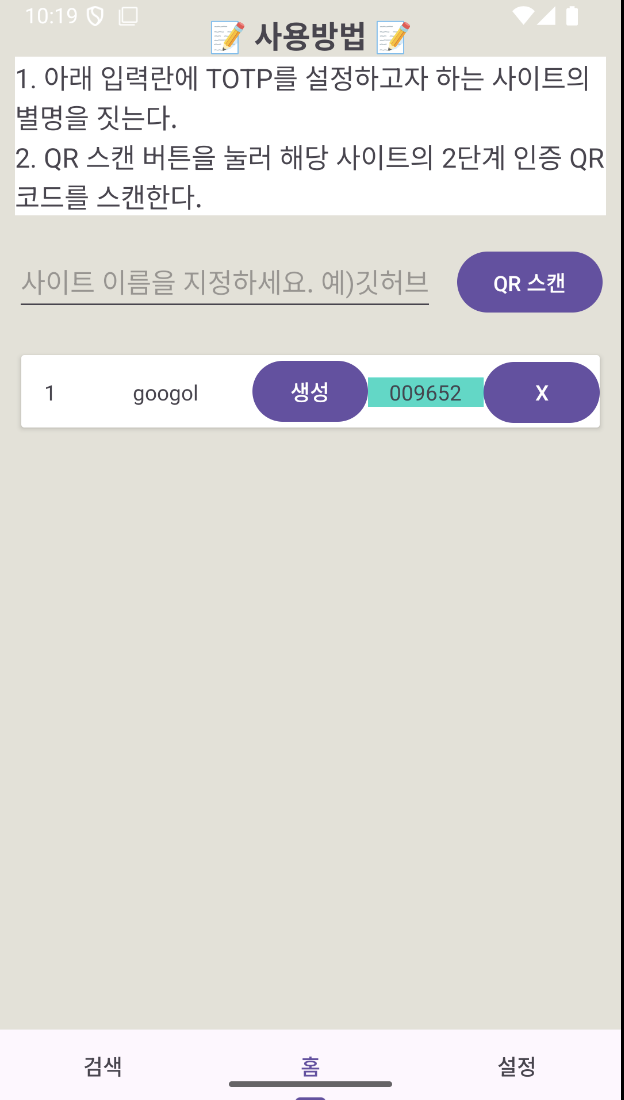 10:19
📝 사용방법 📝
1. 아래 입력란에 TOTP를 설정하고자 하는 사이트의
별명을 짓는다.
2. QR 스캔 버튼을 눌러 해당 사이트의 2단계 인증 QR
코드를 스캔한다.
사이트 이름을 지정하세요. 예)깃허브
QR 스캔
1 googol 생성 009652 X
검색 홈 설정